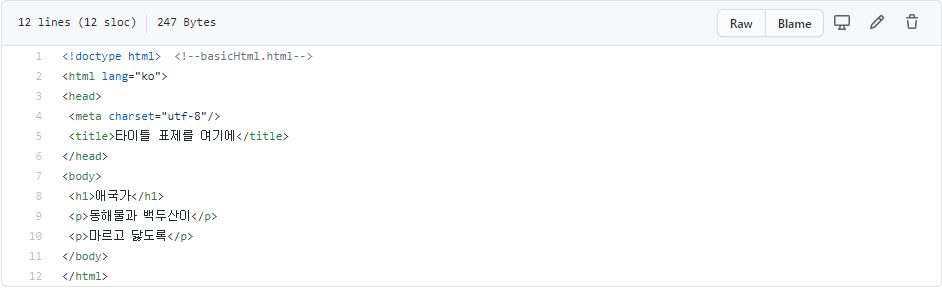 12 lines (12 sloc) 247 Bytes Raw Blame
1 <!doctype html> <!--basicHtml.html-->
2 <html lang="ko">
3 <head>
4 <meta charset="utf-8"/>
5 <title>타이틀 표제를 여기에</title>
6 </head>
7 <body>
8 <h1>애국가</h1>
9 <p>동해물과 백두산이</p>
10 <p>마르고 닳도록</p>
11 </body>
12 </html>